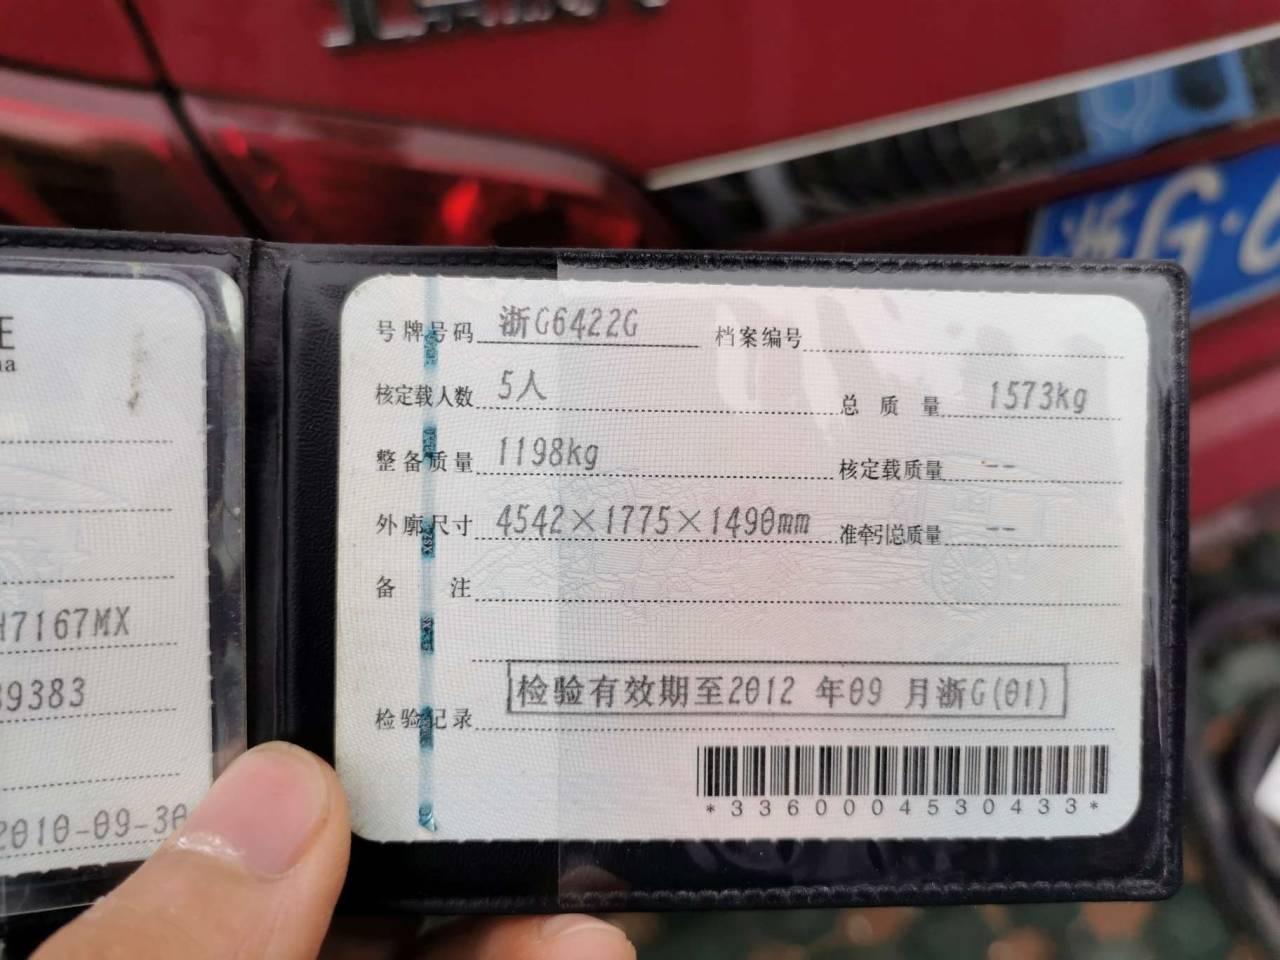 H7167MX
39383
2010-09-30
号牌号码 浙G6422G 档案编号
核定载人数 5人 总质量 1573kg
整备质量 1198kg 核定载质量 --
外廓尺寸 4542×1775×1490mm 准牵引总质量 --
备注
检验有效期至2012 年09 月浙G(01)
检验记录
*3360004530433*
浙G·6